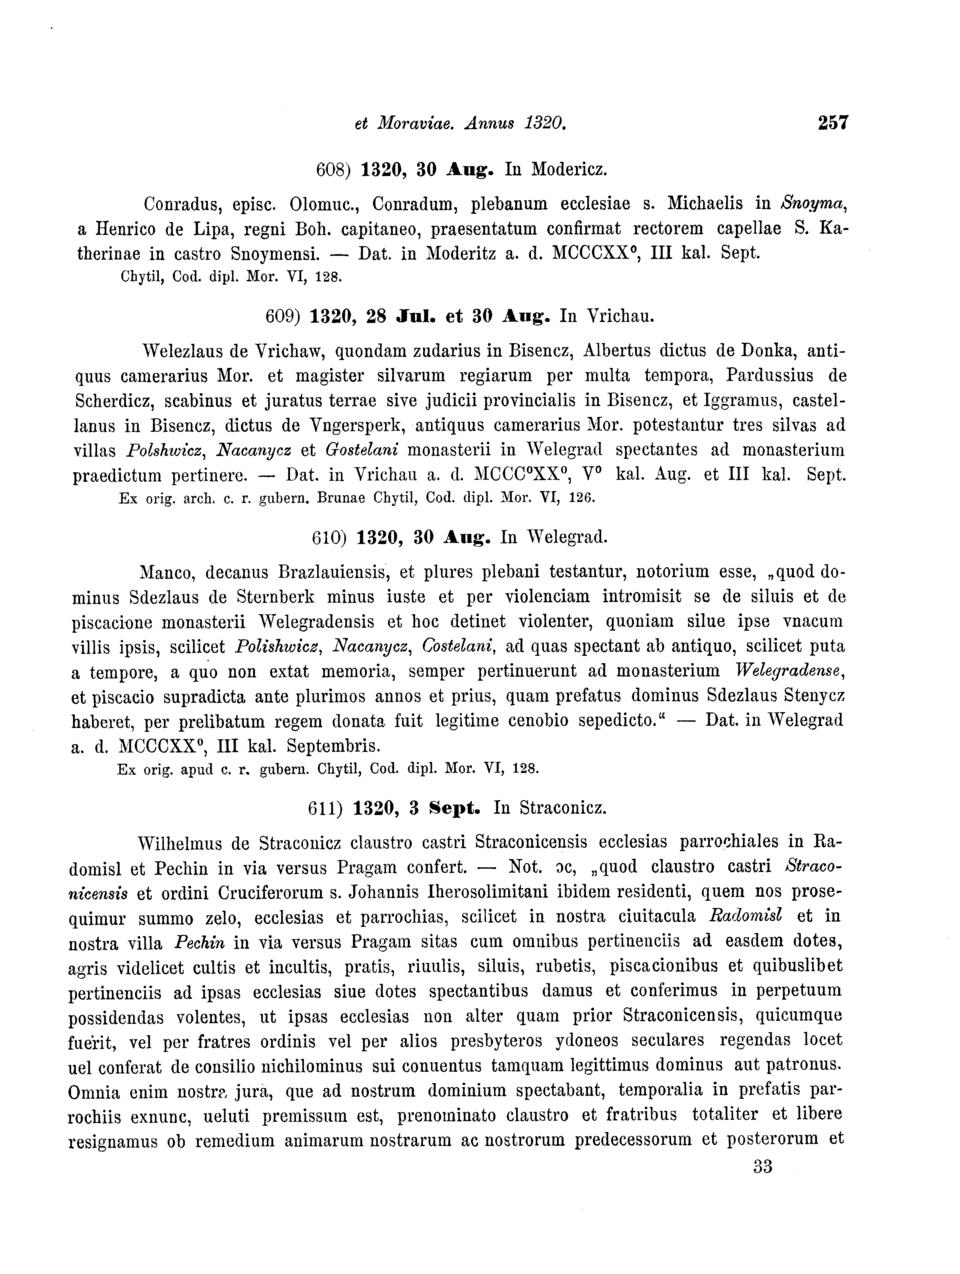 et Moraviae. Annus 1320. 257
608) 1320, 30 Aug. In Modericz.
Conradus, episc. Olomuc., Conradum, plebanum ecclesiae s. Michaelis in Snoyma,
a Henrico de Lipa, regni Boh. capitaneo, praesentatum confirmat rectorem capellae S. Ka-
therinae in castro Snoymensi. — Dat. in Moderitz a. d. MCCCXX⁰, III kal. Sept.
Chytil, Cod. dipl. Mor. VI, 128.
609) 1320, 28 Jul. et 30 Aug. In Vrichau.
Welezlaus de Vrichaw, quondam zudarius in Bisencz, Albertus dictus de Donka, anti-
quus camerarius Mor. et magister silvarum regiarum per multa tempora, Pardussius de
Scherdicz, scabinus et juratus terrae sive judicii provincialis in Bisencz, et Iggramus, castel-
lanus in Bisencz, dictus de Vngersperk, antiquus camerarius Mor. potestantur tres silvas ad
villas Polshwicz, Nacanycz et Gostelani monasterii in Welegrad spectantes ad monasterium
praedictum pertinere. — Dat. in Vrichau a. d. MCCC⁰XX⁰, V⁰ kal. Aug. et III kal. Sept.
Ex orig. arch. c. r. gubern. Brunae Chytil, Cod. dipl. Mor. VI, 126.
610) 1320, 30 Aug. In Welegrad.
Manco, decanus Brazlauiensis, et plures plebani testantur, notorium esse, „quod do-
minus Sdezlaus de Sternberk minus iuste et per violenciam intromisit se de siluis et de
piscacione monasterii Welegradensis et hoc detinet violenter, quoniam silue ipse vnacum
villis ipsis, scilicet Polishwicz, Nacanycz, Costelani, ad quas spectant ab antiquo, scilicet puta
a tempore, a quo non extat memoria, semper pertinuerunt ad monasterium Welegradense,
et piscacio supradicta ante plurimos annos et prius, quam prefatus dominus Sdezlaus Stenycz
haberet, per prelibatum regem donata fuit legitime cenobio sepedicto.“ — Dat. in Welegrad
a. d. MCCCXX⁰, III kal. Septembris.
Ex orig. apud c. r. gubern. Chytil, Cod. dipl. Mor. VI, 128.
611) 1320, 3 Sept. In Straconicz.
Wilhelmus de Straconicz claustro castri Straconicensis ecclesias parrochiales in Ra-
domisl et Pechin in via versus Pragam confert. — Not. ɔc, „quod claustro castri Straco-
nicensis et ordini Cruciferorum s. Johannis Iherosolimitani ibidem residenti, quem nos prose-
quimur summo zelo, ecclesias et parrochias, scilicet in nostra ciuitacula Radomisl et in
nostra villa Pechin in via versus Pragam sitas cum omnibus pertinenciis ad easdem dotes,
agris videlicet cultis et incultis, pratis, riuulis, siluis, rubetis, piscacionibus et quibuslibet
pertinenciis ad ipsas ecclesias siue dotes spectantibus damus et conferimus in perpetuum
possidendas volentes, ut ipsas ecclesias non alter quam prior Straconicensis, quicumque
fuerit, vel per fratres ordinis vel per alios presbyteros ydoneos seculares regendas locet
uel conferat de consilio nichilominus sui conuentus tamquam legittimus dominus aut patronus.
Omnia enim nostra jura, que ad nostrum dominium spectabant, temporalia in prefatis par-
rochiis exnunc, ueluti premissum est, prenominato claustro et fratribus totaliter et libere
resignamus ob remedium animarum nostrarum ac nostrorum predecessorum et posterorum et
33